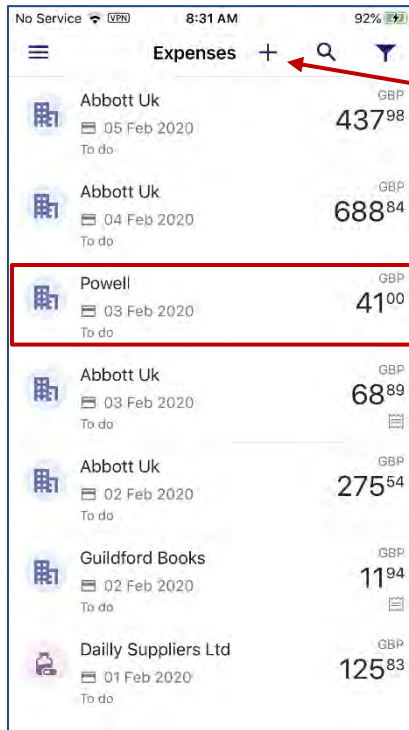 No Service VPN 8:31 AM 92%
Expenses
GBP
Abbott Uk
437 98
05 Feb 2020
To do
GBP
Abbott Uk
688 84
04 Feb 2020
To do
GBP
Powell
41 00
03 Feb 2020
To do
GBP
Abbott Uk
68 89
03 Feb 2020
To do
GBP
Abbott Uk
275 54
02 Feb 2020
To do
GBP
Guildford Books
11 94
02 Feb 2020
To do
GBP
Dailly Suppliers Ltd
125 83
01 Feb 2020
To do